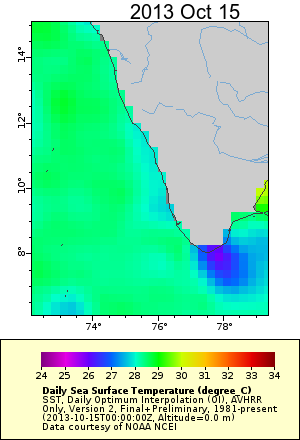 2013 Oct 15
14°
12°
10°
8°
74° 76° 78°
24 25 26 27 28 29 30 31 32 33 34
Daily Sea Surface Temperature (degree_C)
SST, Daily Optimum Interpolation (OI), AVHRR
Only, Version 2, Final+Preliminary, 1981-present
(2013-10-15T00:00:00Z, Altitude=0.0 m)
Data courtesy of NOAA NCEI